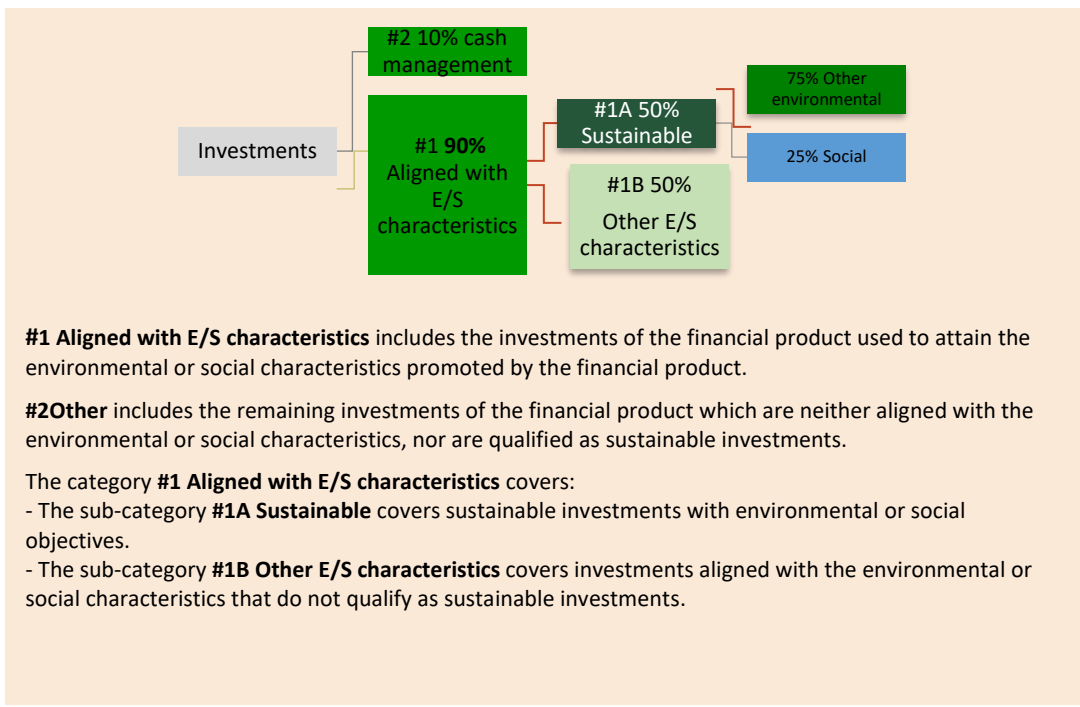 #2 10% cash
management
Investments
#1 90%
Aligned with
E/S
characteristics
#1A 50%
Sustainable
#1B 50%
Other E/S
characteristics
75% Other
environmental
25% Social
#1 Aligned with E/S characteristics includes the investments of the financial product used to attain the
environmental or social characteristics promoted by the financial product.
#2Other includes the remaining investments of the financial product which are neither aligned with the
environmental or social characteristics, nor are qualified as sustainable investments.
The category #1 Aligned with E/S characteristics covers:
- The sub-category #1A Sustainable covers sustainable investments with environmental or social
objectives.
- The sub-category #1B Other E/S characteristics covers investments aligned with the environmental or
social characteristics that do not qualify as sustainable investments.